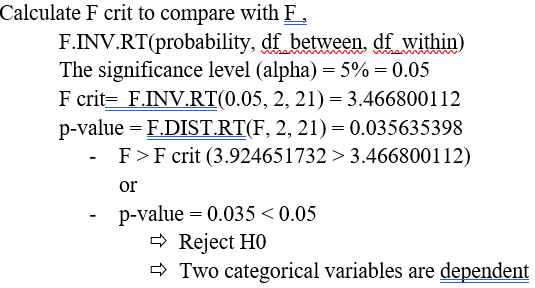 Calculate F crit to compare with F ,
F.INV.RT(probability, df_between, df_within)
The significance level (alpha) = 5% = 0.05
F crit= F.INV.RT(0.05, 2, 21) = 3.466800112
p-value = F.DIST.RT(F, 2, 21) = 0.035635398
- F > F crit (3.924651732 > 3.466800112)
or
- p-value = 0.035 < 0.05
⇨ Reject H0
⇨ Two categorical variables are dependent